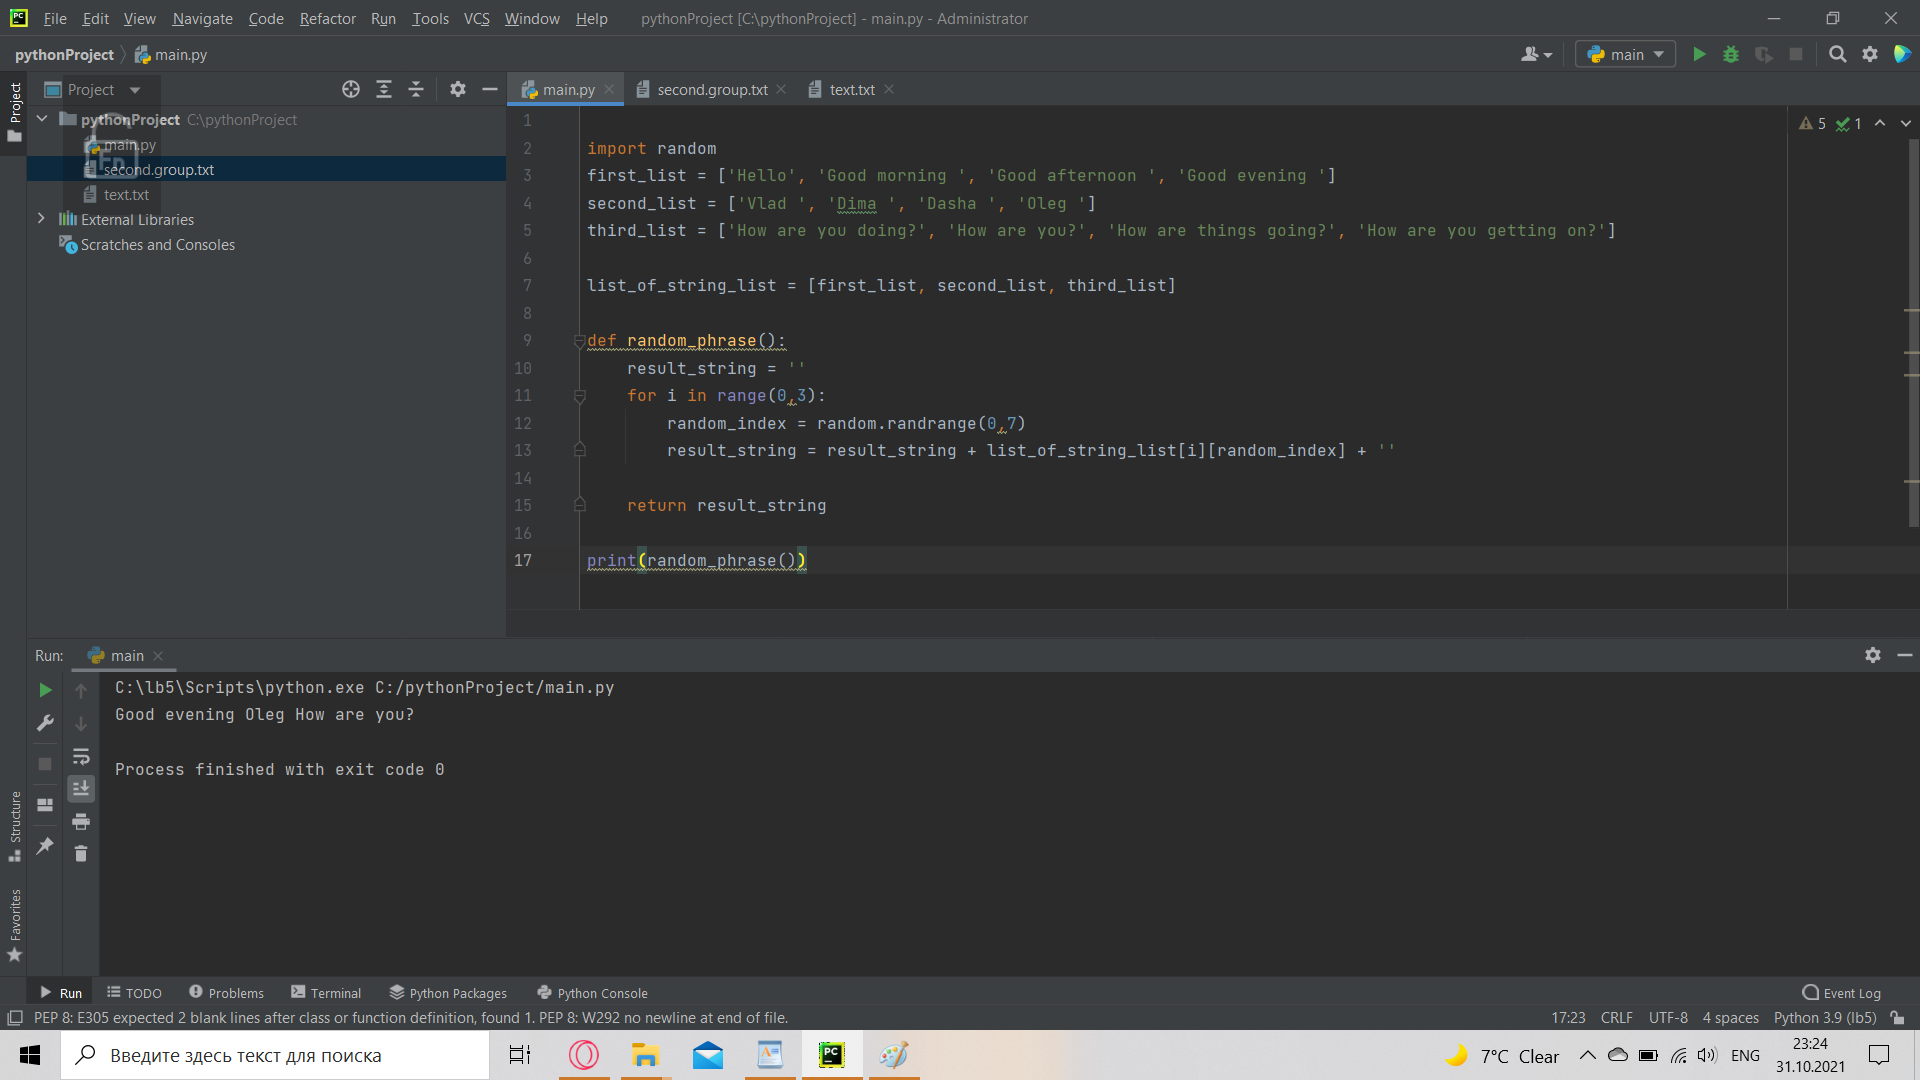 File Edit View Navigate Code Refactor Run Tools VCS Window Help pythonProject [C:\pythonProject] - main.py - Administrator
pythonProject main.py
main
Project
Project
main.py
second.group.txt
text.txt
pythonProject C:\pythonProject
main.py
second.group.txt
text.txt
External Libraries
Scratches and Consoles
Fn
5 1
1
2 import random
3 first_list = ['Hello', 'Good morning ', 'Good afternoon ', 'Good evening ']
4 second_list = ['Vlad ', 'Dima ', 'Dasha ', 'Oleg ']
5 third_list = ['How are you doing?', 'How are you?', 'How are things going?', 'How are you getting on?']
6
7 list_of_string_list = [first_list, second_list, third_list]
8
9 def random_phrase():
10 result_string = ''
11 for i in range(0,3):
12 random_index = random.randrange(0,7)
13 result_string = result_string + list_of_string_list[i][random_index] + ''
14
15 return result_string
16
17 print(random_phrase())
Run: main
C:\lb5\Scripts\python.exe C:/pythonProject/main.py
Good evening Oleg How are you?
Process finished with exit code 0
Structure
Favorites
Run TODO Problems Terminal Python Packages Python Console Event Log
PEP 8: E305 expected 2 blank lines after class or function definition, found 1. PEP 8: W292 no newline at end of file. 17:23 CRLF UTF-8 4 spaces Python 3.9 (lb5)
Введите здесь текст для поиска
PC
7°C Clear
ENG
23:24
31.10.2021